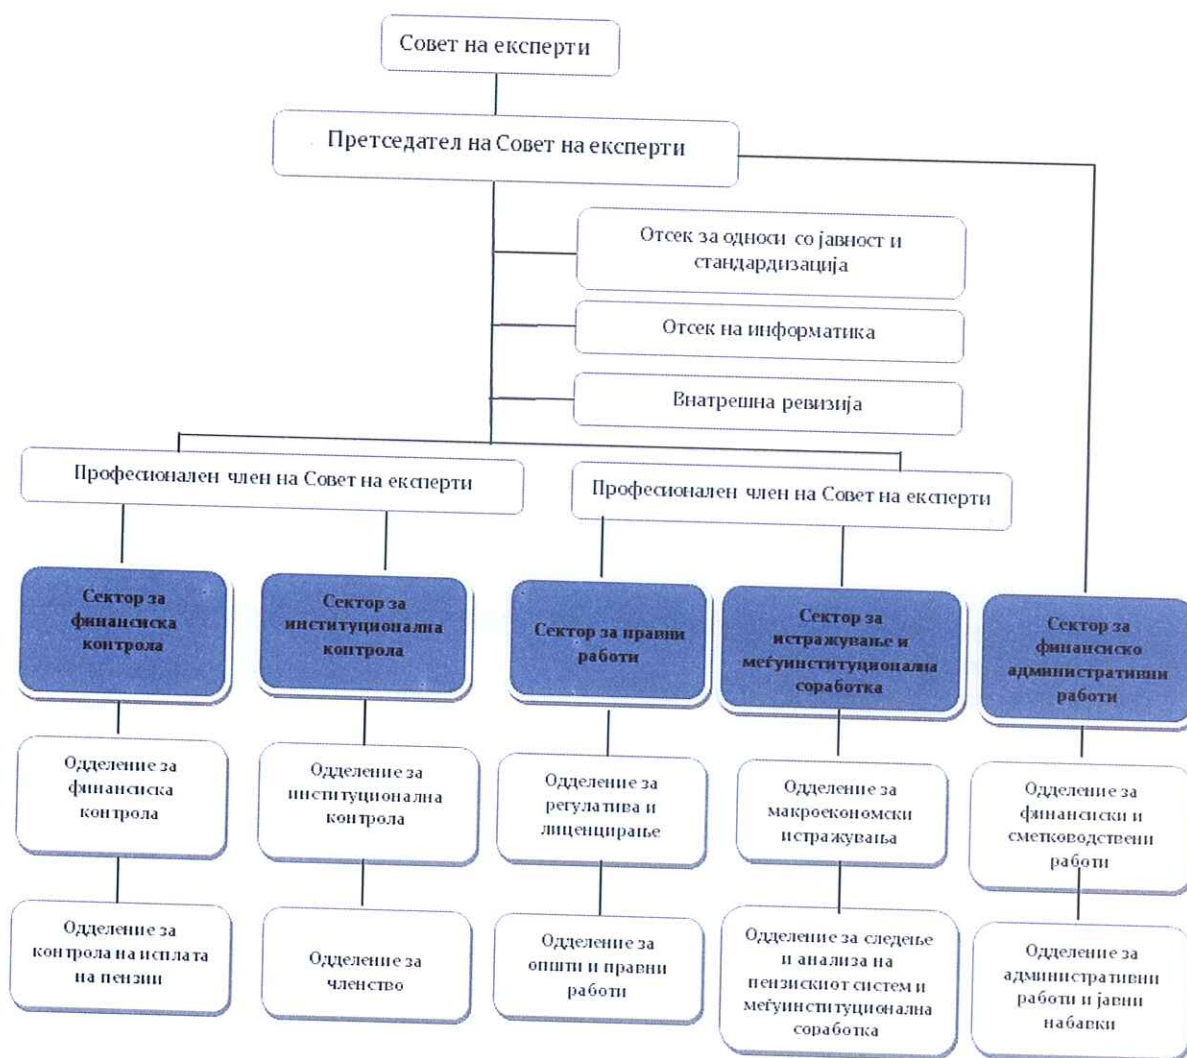 Совет на експерти
Претседател на Совет на експерти
Отсек за односи со јавност и
стандардизација
Отсек на информатика
Внатрешна ревизија
Професионален член на Совет на експерти
Професионален член на Совет на експерти
Сектор за
финансиска
контрола
Сектор за
институционална
контрола
Сектор за правни
работи
Сектор за
истражување и
меѓуинституционална
соработка
Сектор за
финансиско
административни
работи
Одделение за
финансиска
контрола
Одделение за
институционална
контрола
Одделение за
регулатива и
лиценцирање
Одделение за
макроекономски
истражувања
Одделение за
финансиски и
сметководствени
работи
Одделение за
контрола на исплата
на пензии
Одделение за
членство
Одделение за
општи и правни
работи
Одделение за следење
и анализа на
пензискиот систем и
меѓуинституционална
соработка
Одделение за
административни
работи и јавни
набавки